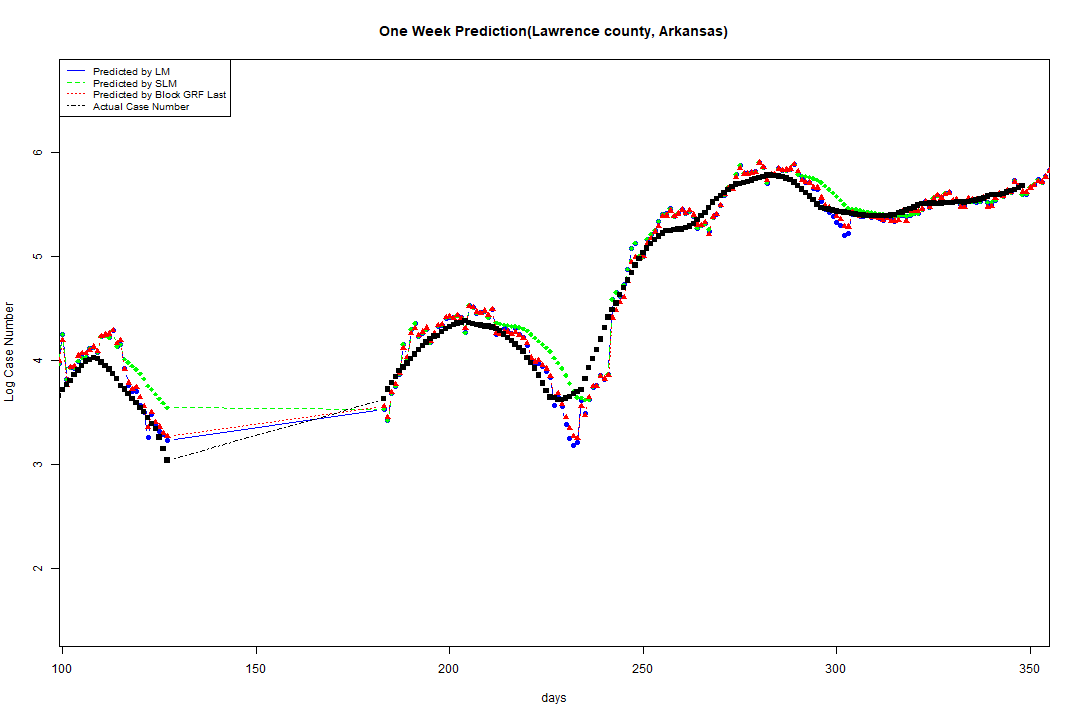 One Week Prediction(Lawrence county, Arkansas)
Predicted by LM
Predicted by SLM
Predicted by Block GRF Last
Actual Case Number
6
5
4
3
2
Log Case Number
100 150 200 250 300 350
days